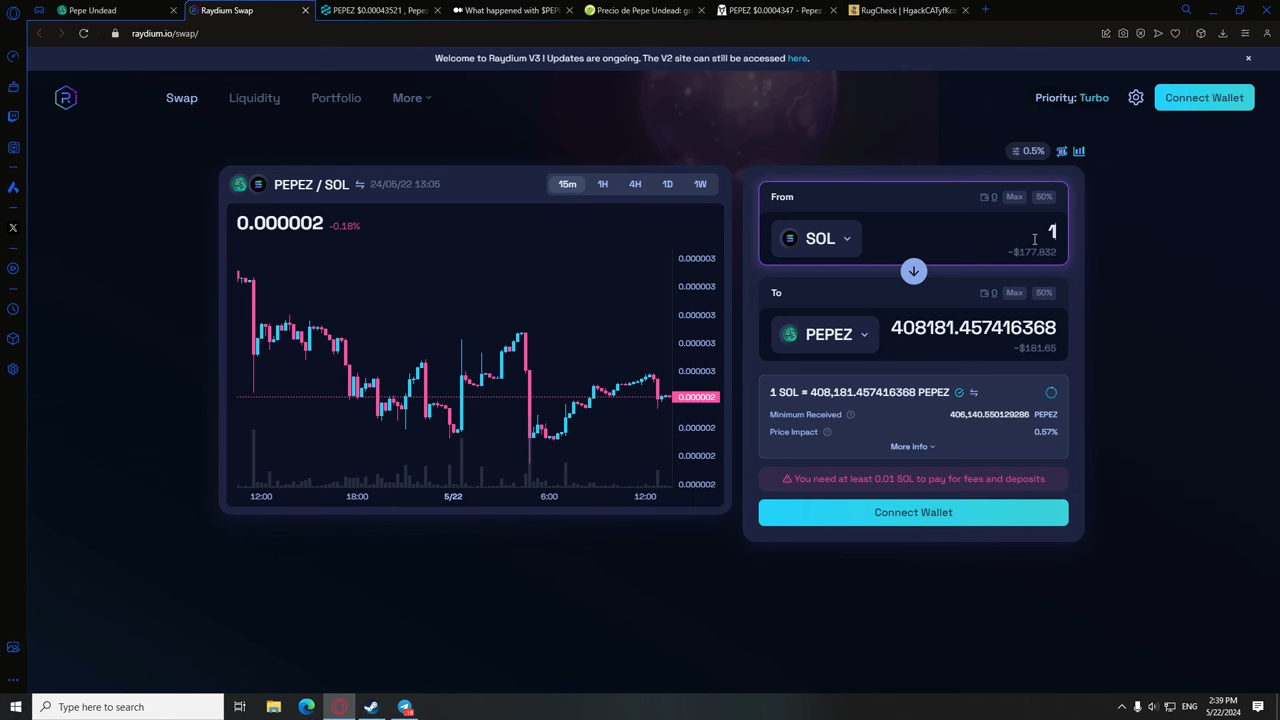 Pepe Undead
Raydium Swap
PEPEZ $0.00043521 , Pepez
What happened with $PEPE
Precio de Pepe Undead: gr
PEPEZ $0.0004347 - Pepez
RugCheck | HgackCATyfKc
raydium.io/swap/
Welcome to Raydium V3 ! Updates are ongoing. The V2 site can still be accessed here.
Swap
Liquidity
Portfolio
More
Priority: Turbo
Connect Wallet
0.5%
PEPEZ / SOL
24/05/22 13:05
15m
1H
4H
1D
1W
0.000002
-0.18%
0.000003
0.000003
0.000003
0.000003
0.000003
0.000002
0.000002
0.000002
0.000002
12:00
18:00
5/22
6:00
12:00
From
0
Max
50%
SOL
1
~$177.832
To
0
Max
50%
PEPEZ
408181.457416368
~$181.65
1 SOL ≈ 408,181.457416368 PEPEZ
Minimum Received
406,140.550129286 PEPEZ
Price Impact
0.57%
More info
You need at least 0.01 SOL to pay for fees and deposits
Connect Wallet
Type here to search
ENG
2:39 PM
5/22/2024